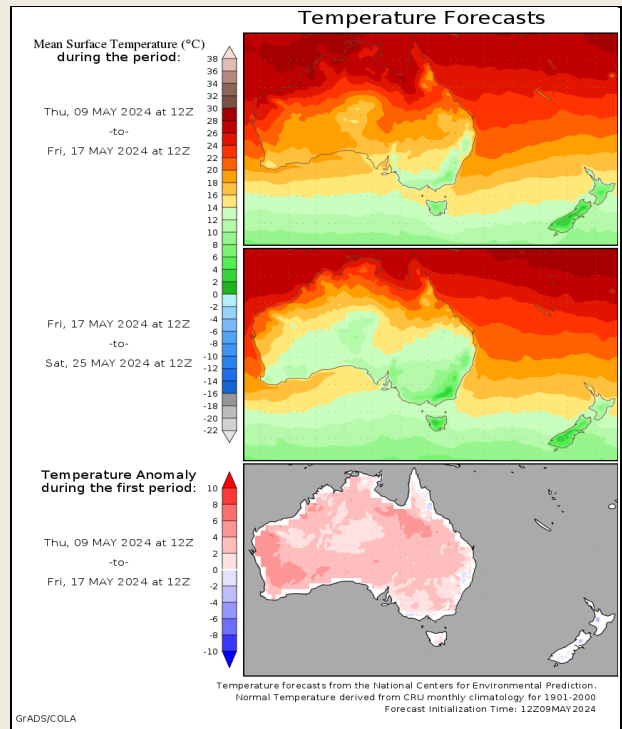 Temperature Forecasts
Mean Surface Temperature (°C)
during the period:
Thu, 09 MAY 2024 at 12Z
-to-
Fri, 17 MAY 2024 at 12Z
38
36
34
32
30
28
26
24
22
20
18
16
14
12
10
8
6
4
2
0
-2
-4
-6
-8
-10
-12
-14
-16
-18
-20
-22
Fri, 17 MAY 2024 at 12Z
-to-
Sat, 25 MAY 2024 at 12Z
Temperature Anomaly
during the first period:
Thu, 09 MAY 2024 at 12Z
-to-
Fri, 17 MAY 2024 at 12Z
10
8
6
4
2
0
-2
-4
-6
-8
-10
Temperature forecasts from the National Centers for Environmental Prediction.
Normal Temperature derived from CRU monthly climatology for 1901-2000
Forecast Initialization Time: 12Z09MAY2024
GrADS/COLA